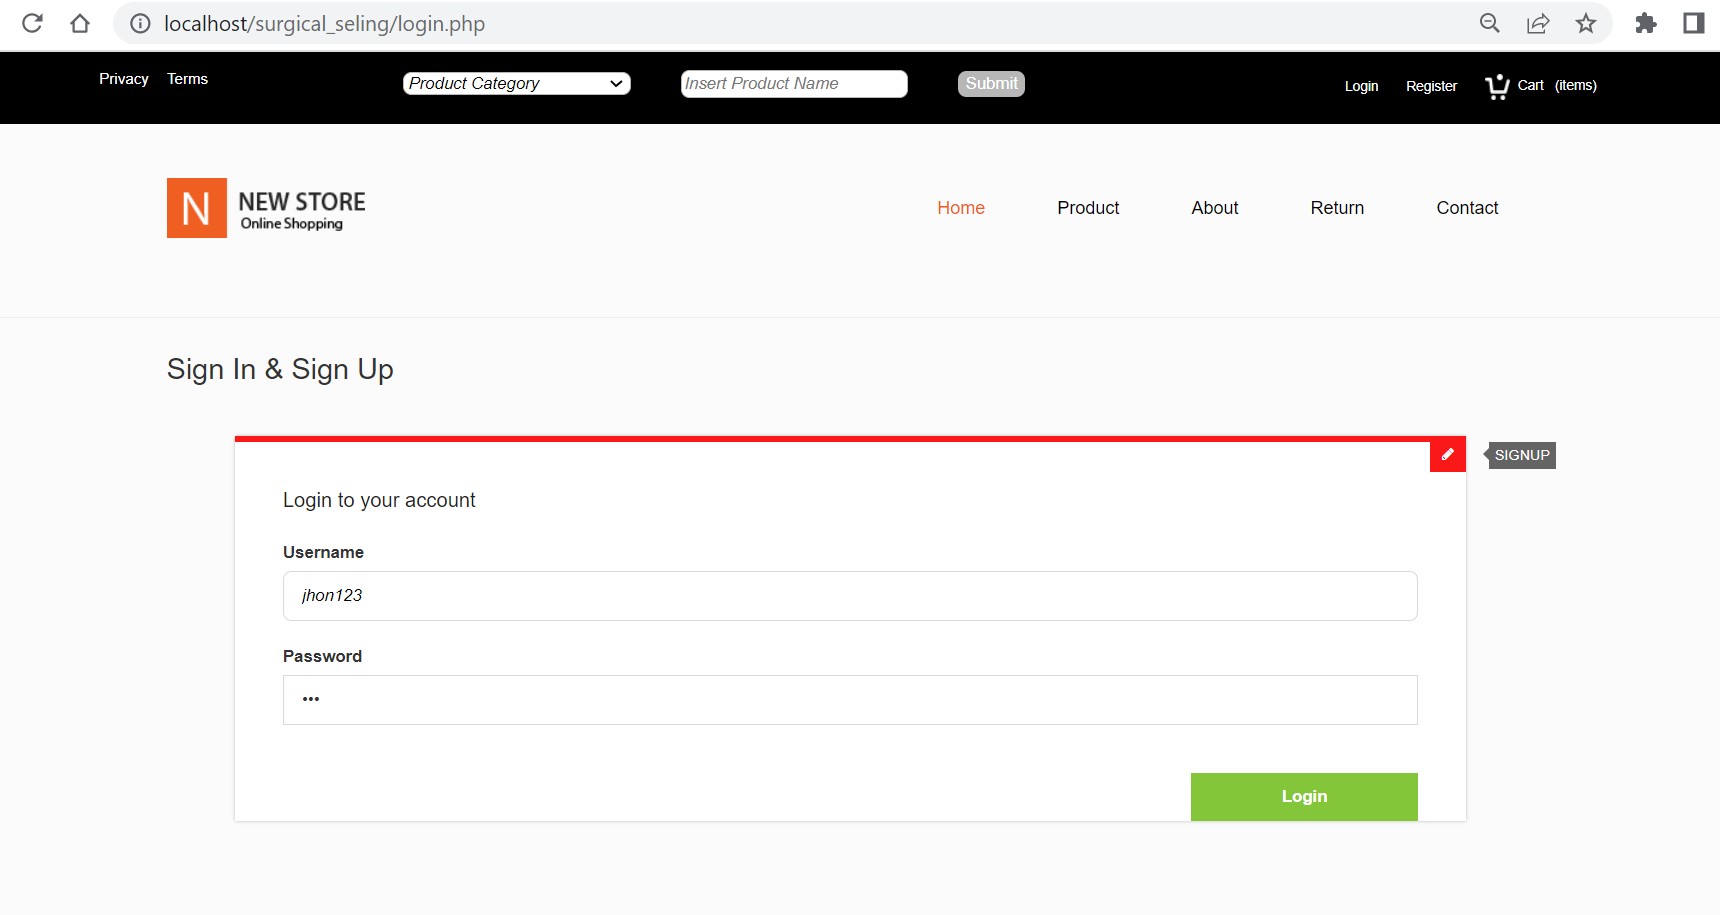 localhost/surgical_seling/login.php
Privacy Terms Product Category Insert Product Name Submit Login Register Cart (items)
N NEW STORE
Online Shopping
Home Product About Return Contact
Sign In & Sign Up
SIGNUP
Login to your account
Username
jhon123
Password
•••
Login